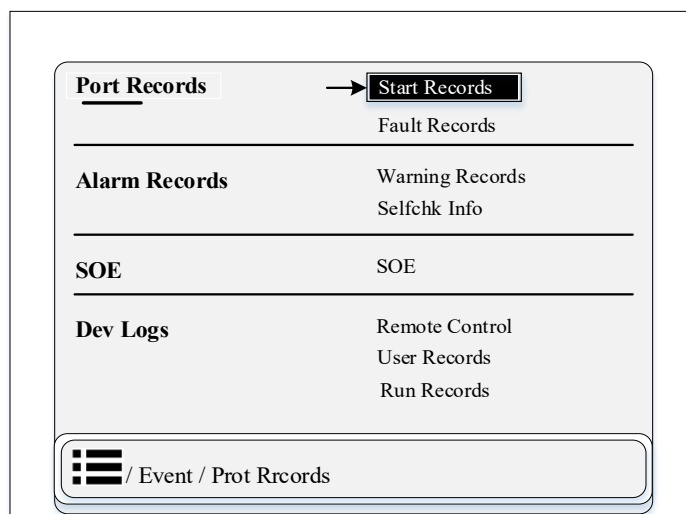 Port Records
Start Records
Fault Records
Alarm Records
Warning Records
Selfchk Info
SOE
SOE
Dev Logs
Remote Control
User Records
Run Records
/ Event / Prot Rrcords